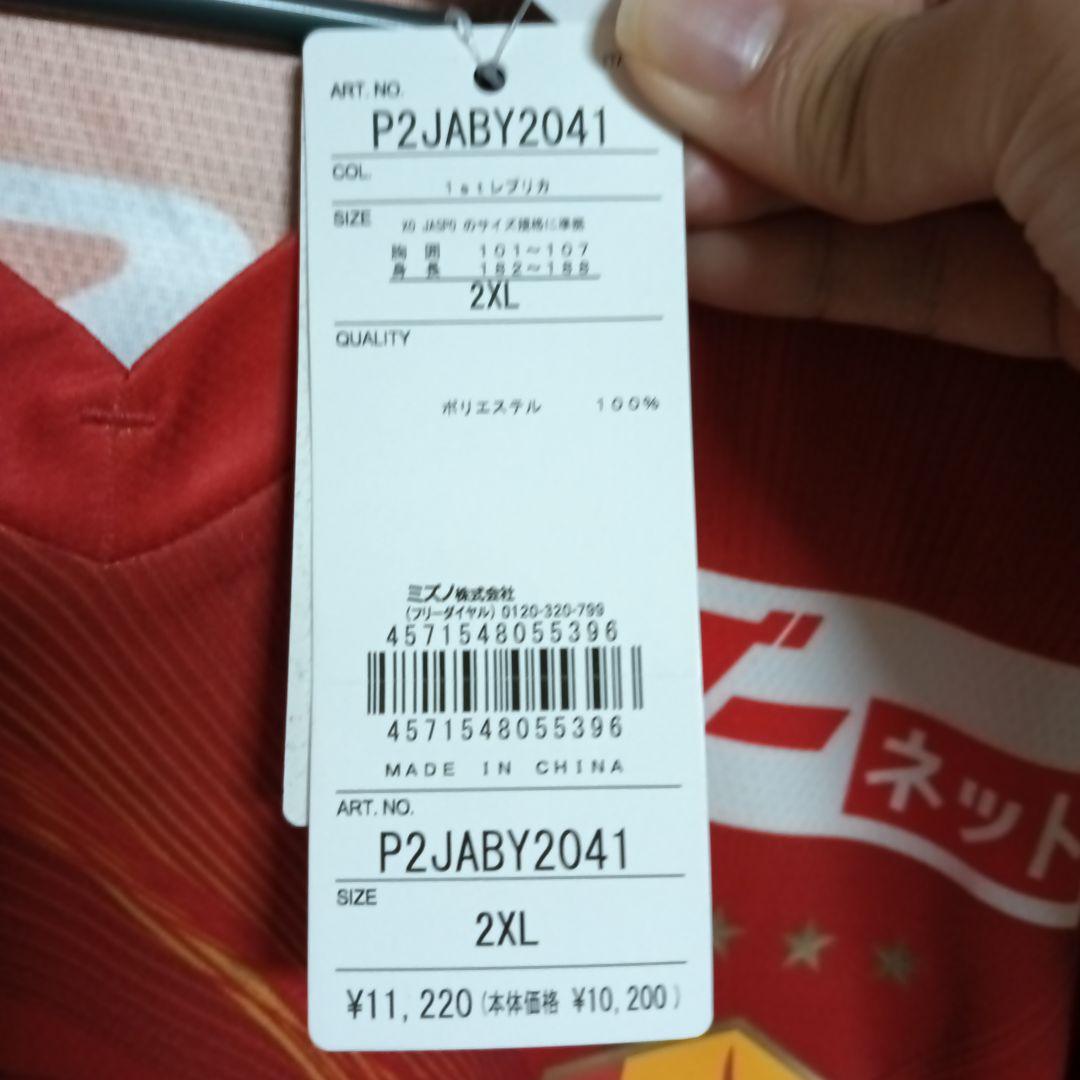 ART. NO.
P2JABY2041
COL.
1stレプリカ
SIZE
XO JASPO のサイズ規格に準拠
胸囲 101~107
身長 182~188
2XL
QUALITY
ポリエステル 100%
ミズノ株式会社
(フリーダイヤル) 0120-320-799
4571548055396
4571548055396
MADE IN CHINA
ART. NO.
P2JABY2041
SIZE
2XL
¥11,220(本体価格 ¥10,200)
ネット